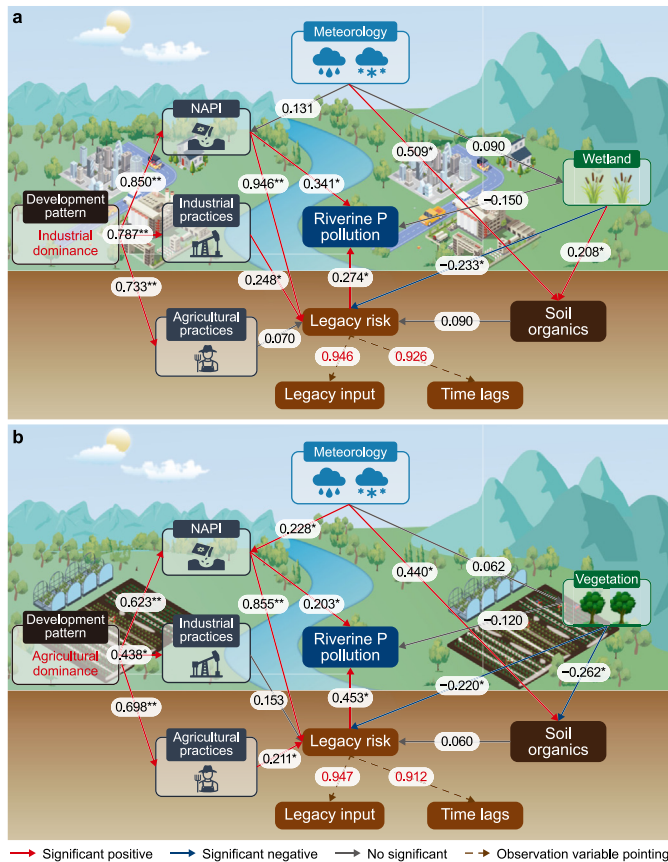 a
Meteorology
NAPI
0.131
0.090
0.509*
Wetland
0.850**
0.946**
0.341*
−0.150
Development
pattern
Industrial
dominance
0.787**
Industrial
practices
Riverine P
pollution
0.733**
0.248*
0.274*
−0.233*
0.208*
Agricultural
practices
0.070
Legacy risk
0.090
Soil
organics
0.946
0.926
Legacy input
Time lags
b
Meteorology
NAPI
0.228*
0.062
0.440*
Vegetation
0.623**
0.855**
0.203*
−0.120
Development
pattern
Agricultural
dominance
0.438*
Industrial
practices
Riverine P
pollution
0.698**
0.153
0.453*
−0.220*
−0.262*
Agricultural
practices
0.211*
Legacy risk
0.060
Soil
organics
0.947
0.912
Legacy input
Time lags
Significant positive
Significant negative
No significant
Observation variable pointing